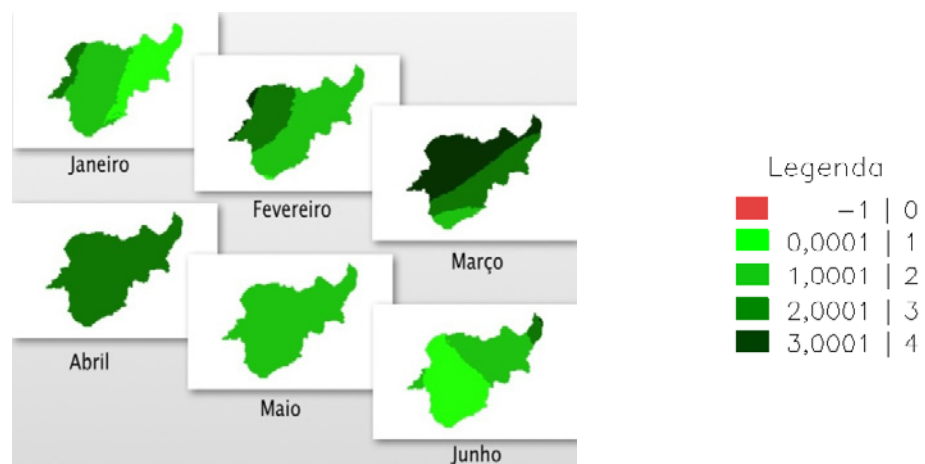 Janeiro
Fevereiro
Março
Abril
Maio
Junho
Legenda
−1 | 0
0,0001 | 1
1,0001 | 2
2,0001 | 3
3,0001 | 4